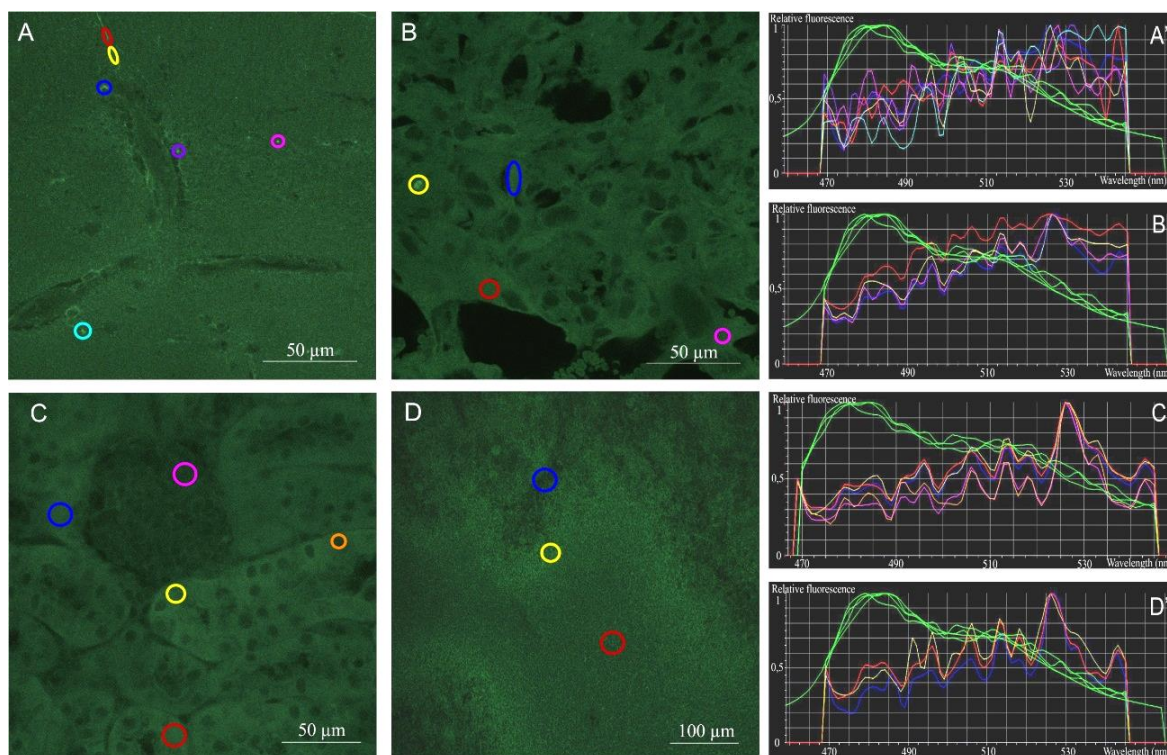 A
50 µm
B
50 µm
C
50 µm
D
100 µm
Relative fluorescence
A'
1
0,5
0
470
490
510
530
Wavelength (nm)
Relative fluorescence
B'
1
0,5
0
470
490
510
530
Wavelength (nm)
Relative fluorescence
C'
1
0,5
0
470
490
510
530
Wavelength (nm)
Relative fluorescence
D'
1
0,5
0
470
490
510
530
Wavelength (nm)